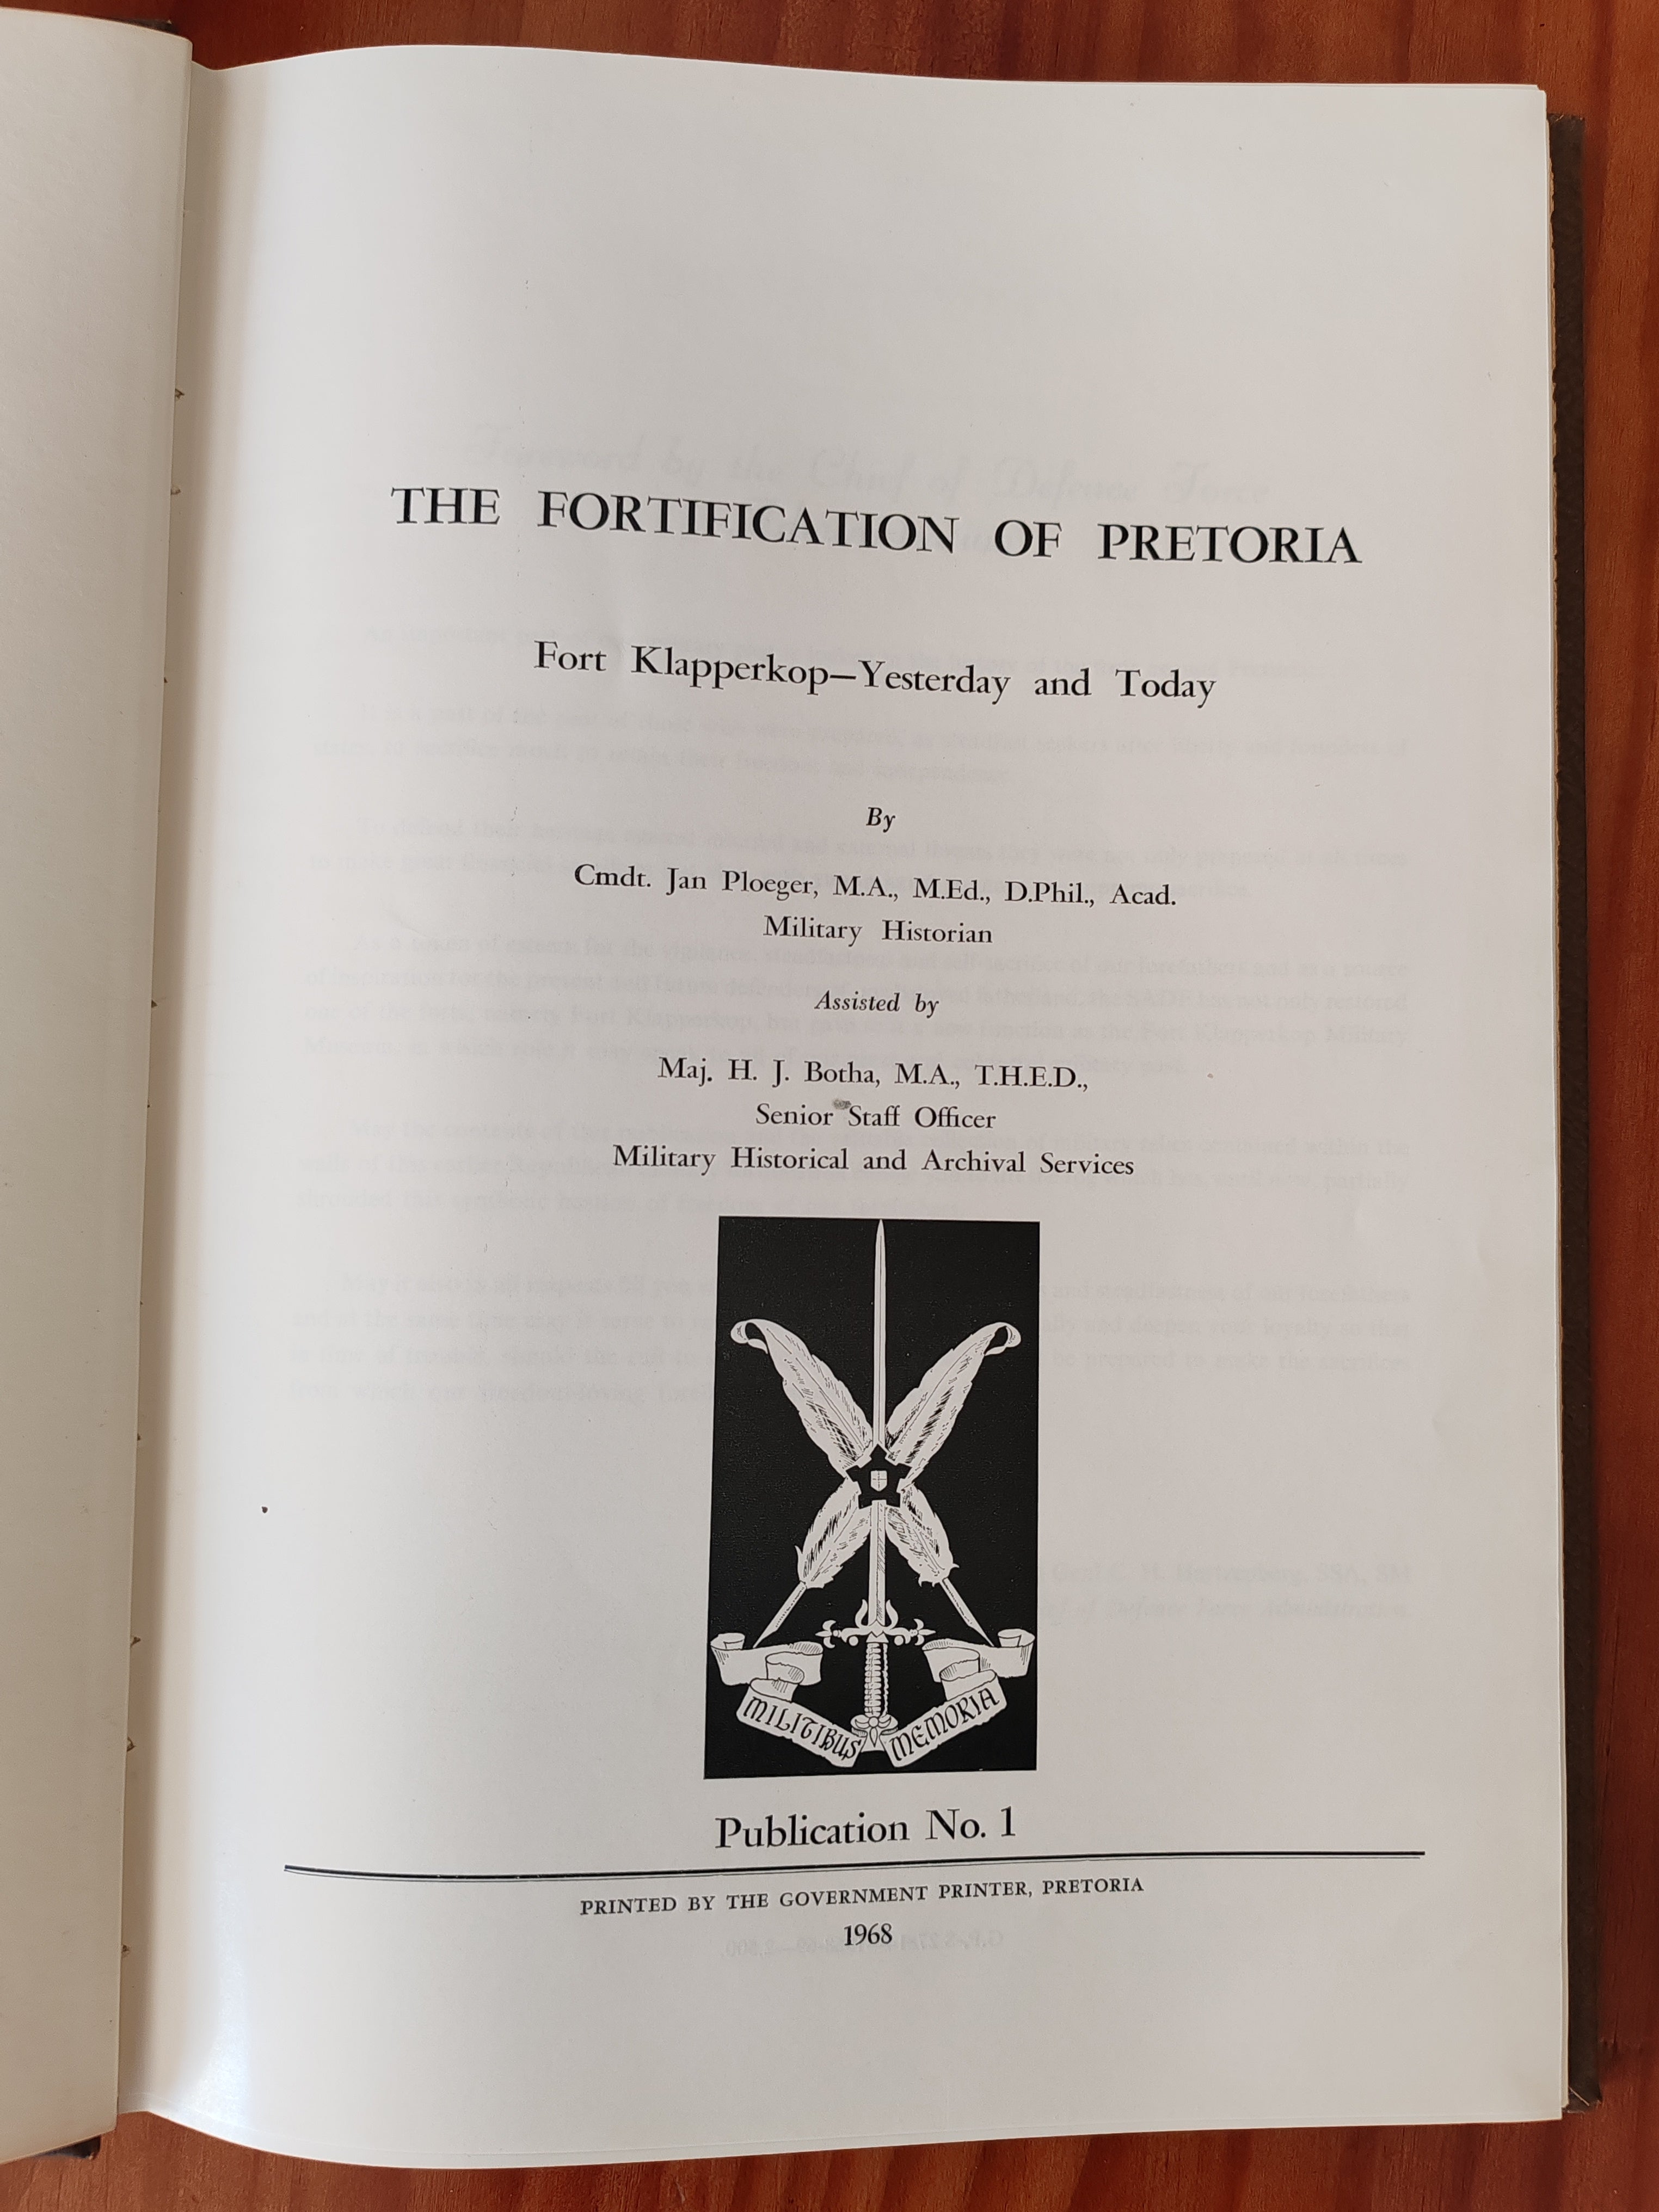 THE FORTIFICATION OF PRETORIA
Fort Klapperkop—Yesterday and Today
By
Cmdt. Jan Ploeger, M.A., M.Ed., D.Phil., Acad.
Military Historian
Assisted by
Maj. H. J. Botha, M.A., T.H.E.D.,
Senior Staff Officer
Military Historical and Archival Services
MILITIBUS MEMORIA
Publication No. 1
PRINTED BY THE GOVERNMENT PRINTER, PRETORIA
1968